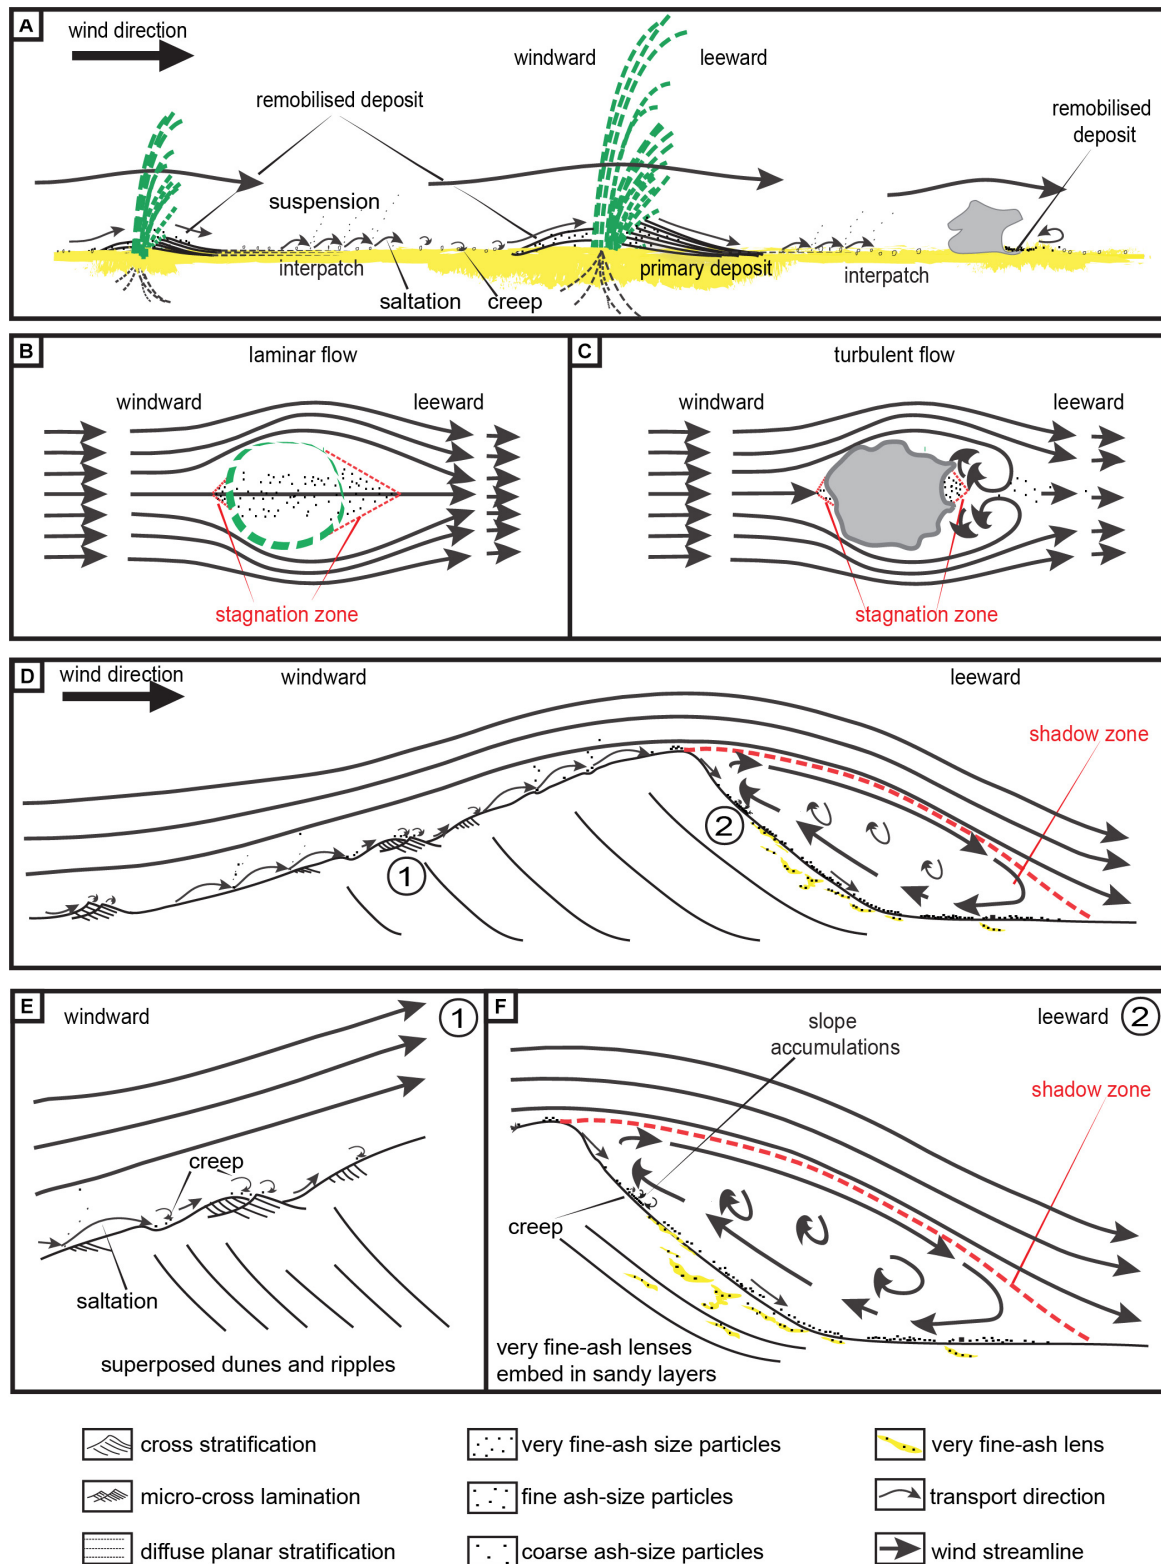 A
wind direction
windward
leeward
remobilised deposit
remobilised
deposit
suspension
interpatch
primary deposit
interpatch
saltation
creep
B
laminar flow
windward
leeward
stagnation zone
C
turbulent flow
windward
leeward
stagnation zone
D
wind direction
windward
leeward
shadow zone
1
2
E
windward
1
creep
saltation
superposed dunes and ripples
F
slope
accumulations
leeward 2
shadow zone
creep
very fine-ash lenses
embed in sandy layers
cross stratification
very fine-ash size particles
very fine-ash lens
micro-cross lamination
fine ash-size particles
transport direction
diffuse planar stratification
coarse ash-size particles
wind streamline